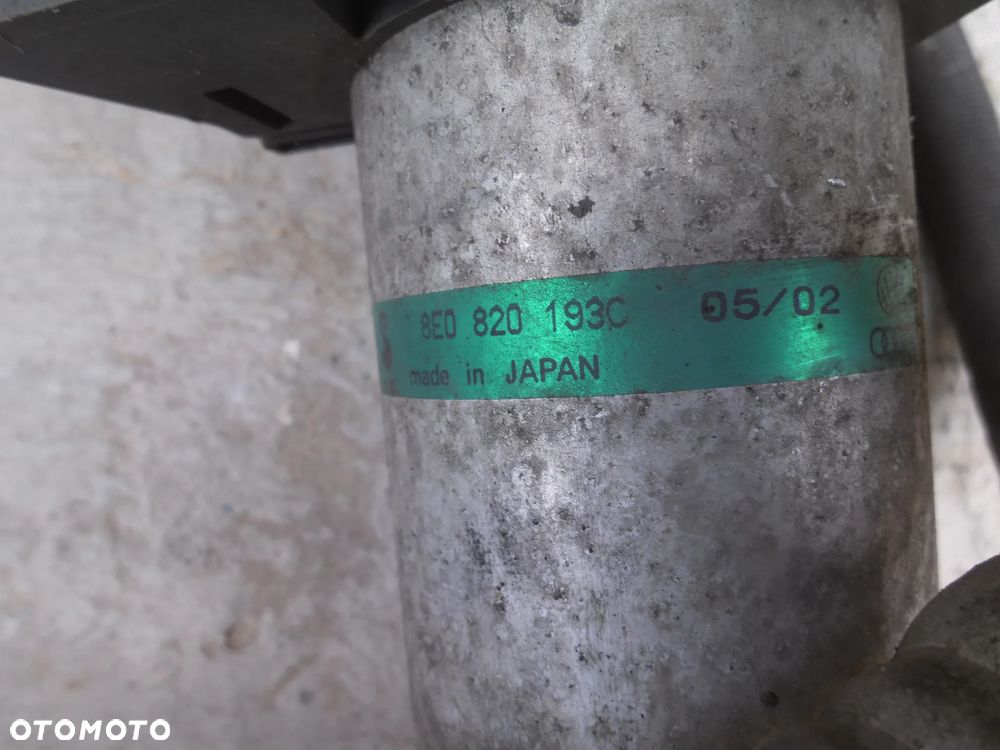 8E0 820 193C 05/02
made in JAPAN
OTOMOTO